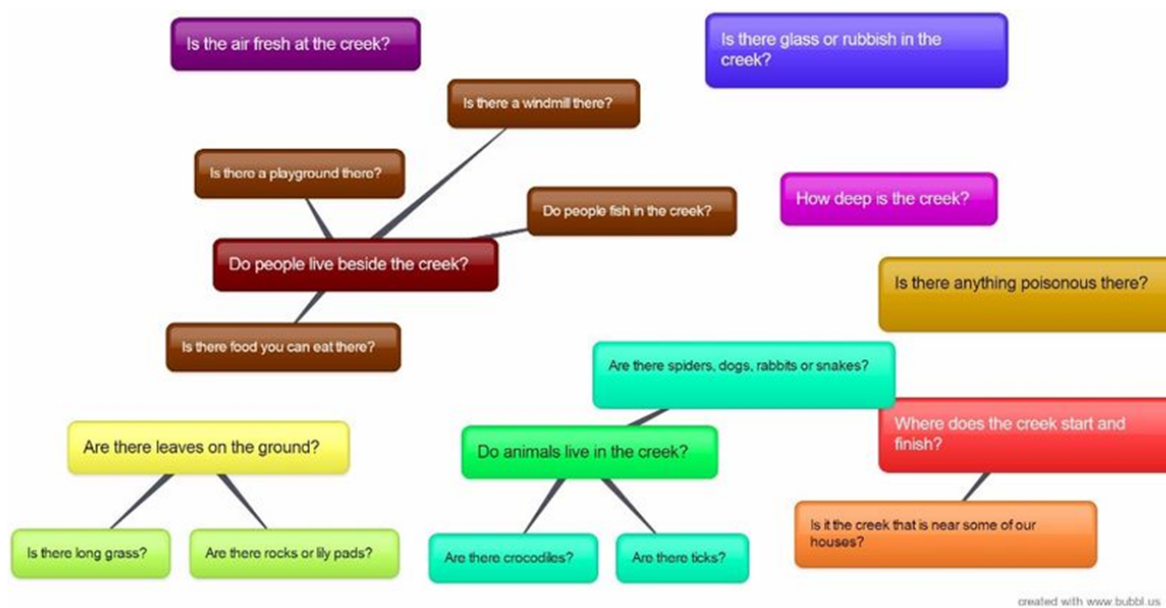 Is the air fresh at the creek?
Is there glass or rubbish in the
creek?
Is there a windmill there?
Is there a playground there?
Do people fish in the creek?
How deep is the creek?
Do people live beside the creek?
Is there anything poisonous there?
Is there food you can eat there?
Are there spiders, dogs, rabbits or snakes?
Where does the creek start and
finish?
Are there leaves on the ground?
Do animals live in the creek?
Is it the creek that is near some of our
houses?
Is there long grass?
Are there rocks or lily pads?
Are there crocodiles?
Are there ticks?
created with www.bubbl.us